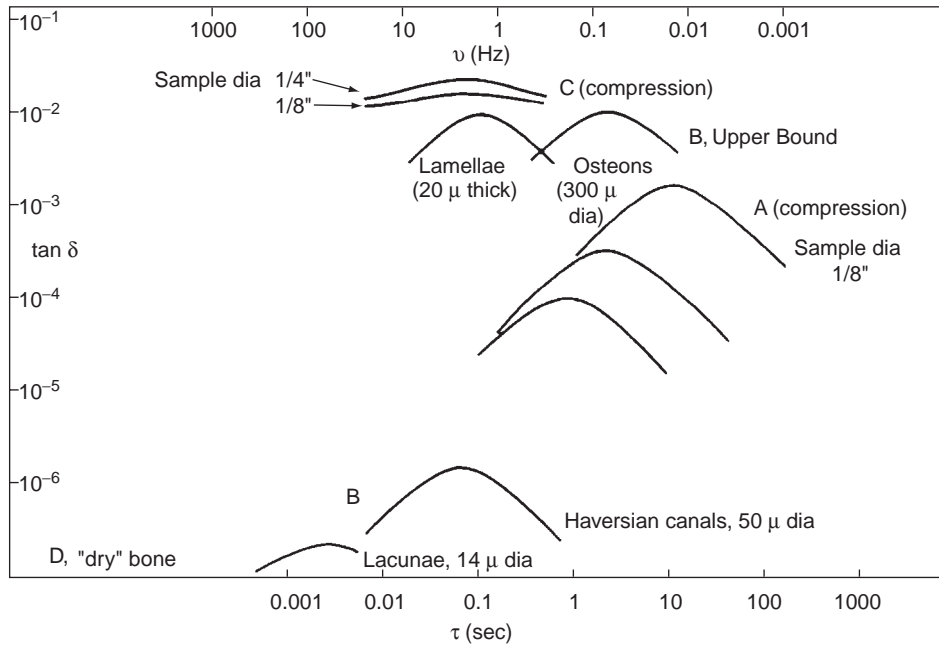 10⁻¹
1000 100 10 1 0.1 0.01 0.001
υ (Hz)
Sample dia 1/4"
1/8"
C (compression)
10⁻²
B, Upper Bound
Lamellae
(20 μ thick)
Osteons
(300 μ
dia)
10⁻³
A (compression)
tan δ
Sample dia
1/8"
10⁻⁴
10⁻⁵
10⁻⁶
B
Haversian canals, 50 μ dia
D, "dry" bone
Lacunae, 14 μ dia
0.001 0.01 0.1 1 10 100 1000
τ (sec)